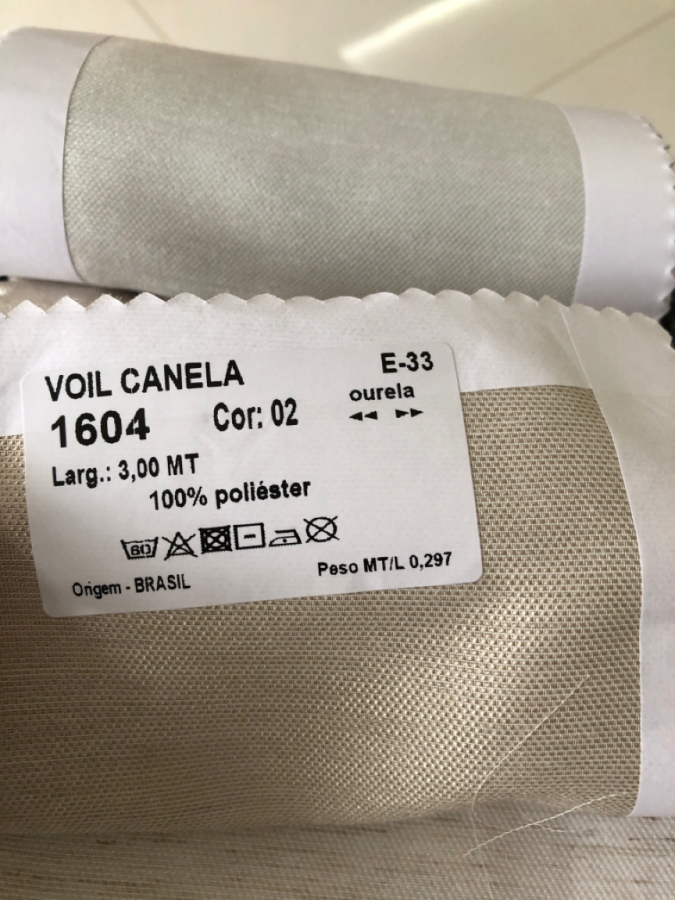 VOIL CANELA E-33
1604 Cor: 02 ourela
Larg.: 3,00 MT
100% poliéster
60
Origem - BRASIL Peso MT/L 0,297